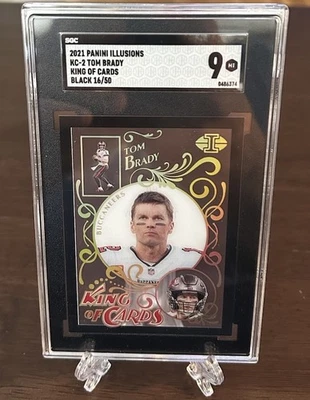 SGC
2021 PANINI ILLUSIONS
KC-2 TOM BRADY
KING OF CARDS
BLACK 16/50
9
0486374
I
TOM
BRADY
BUCCANEERS
KING
OF CARDS